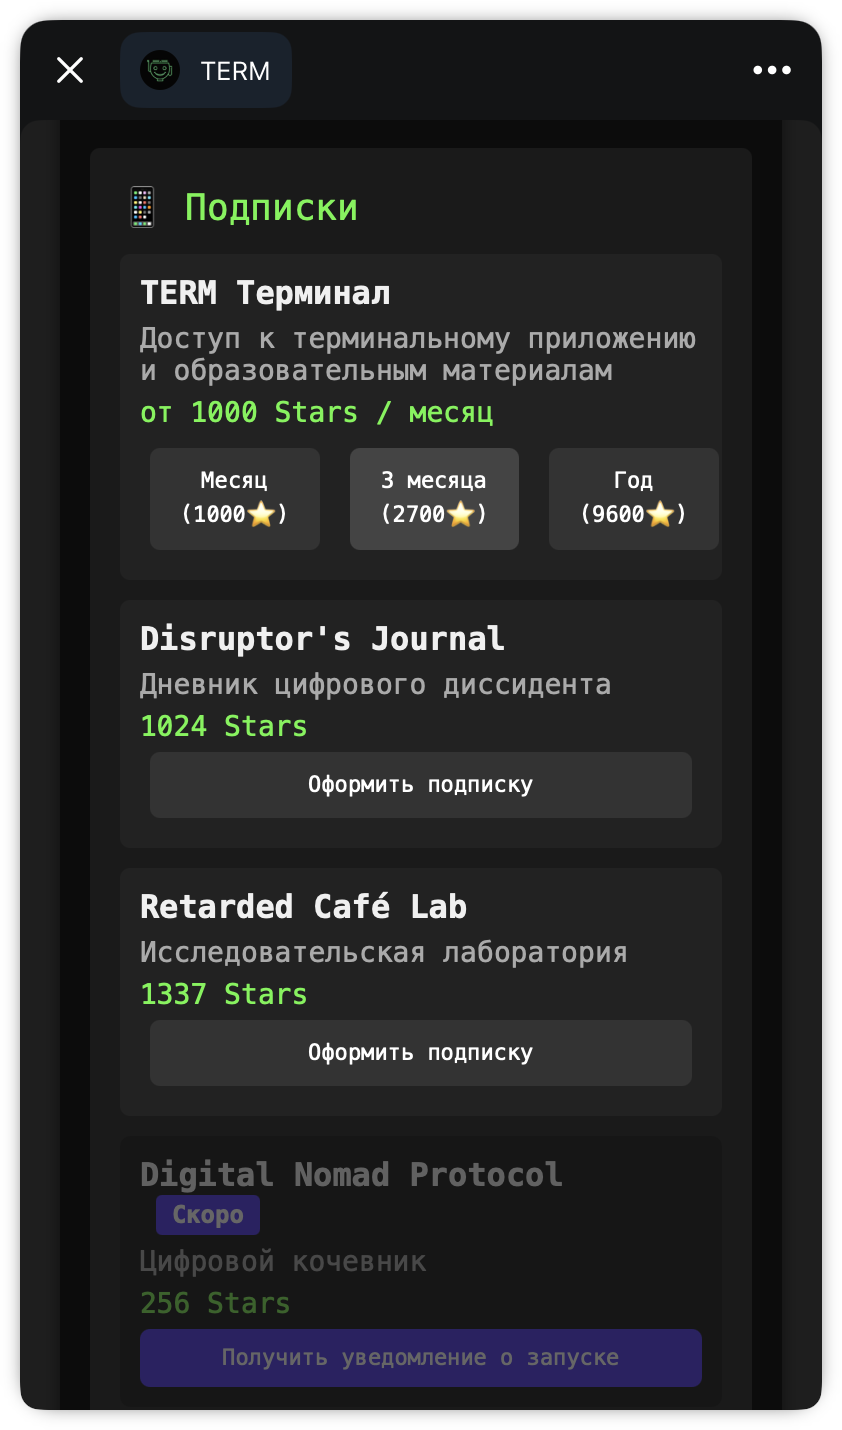 TERM
📱 Подписки
TERM Терминал
Доступ к терминальному приложению
и образовательным материалам
от 1000 Stars / месяц
Месяц
(1000⭐)
3 месяца
(2700⭐)
Год
(9600⭐)
Disruptor's Journal
Дневник цифрового диссидента
1024 Stars
Оформить подписку
Retarded Café Lab
Исследовательская лаборатория
1337 Stars
Оформить подписку
Digital Nomad Protocol
Скоро
Цифровой кочевник
256 Stars
Получить уведомление о запуске